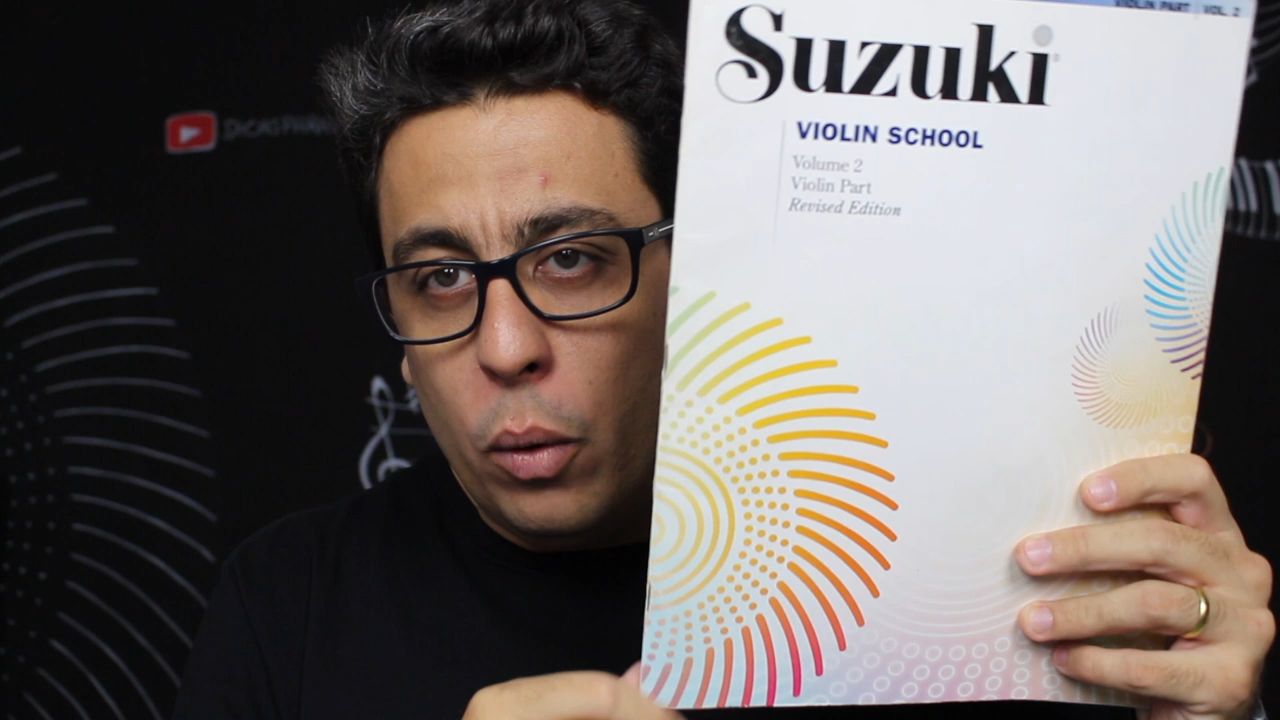 VIOLIN PART VOL. 2
Suzuki
VIOLIN SCHOOL
Volume 2
Violin Part
Revised Edition